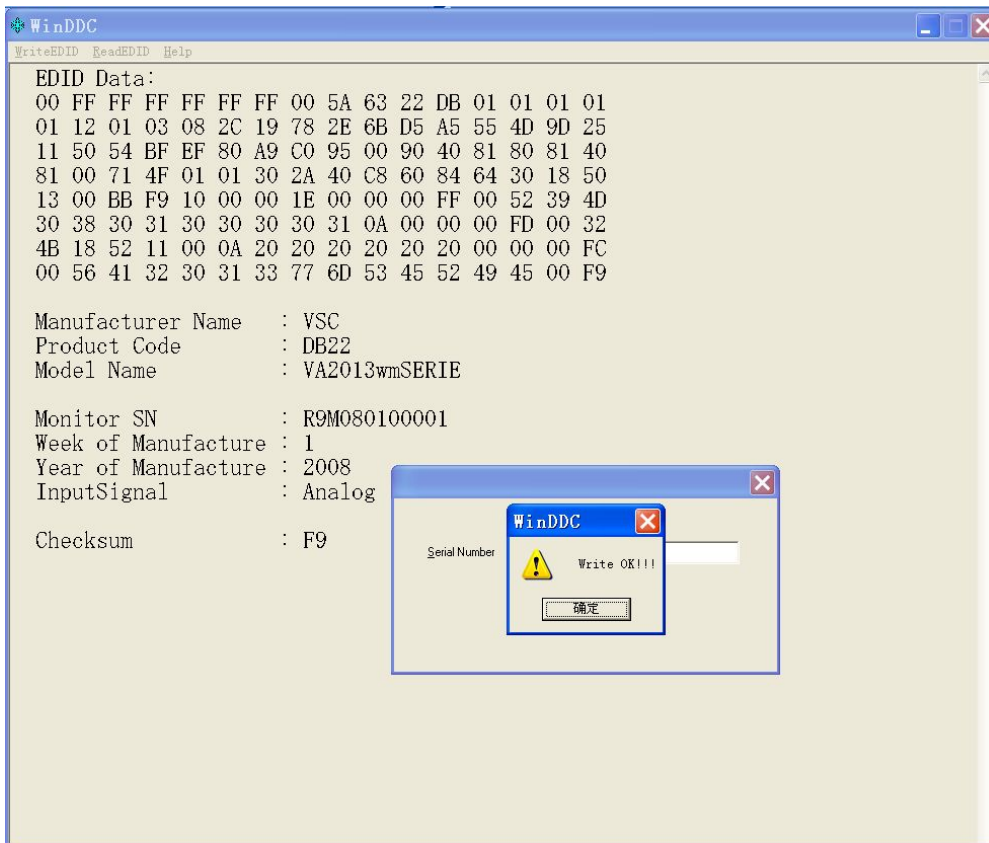 WinDDC
WriteEDID ReadEDID Help
EDID Data:
00 FF FF FF FF FF FF 00 5A 63 22 DB 01 01 01 01
01 12 01 03 08 2C 19 78 2E 6B D5 A5 55 4D 9D 25
11 50 54 BF EF 80 A9 C0 95 00 90 40 81 80 81 40
81 00 71 4F 01 01 30 2A 40 C8 60 84 64 30 18 50
13 00 BB F9 10 00 00 1E 00 00 00 FF 00 52 39 4D
30 38 30 31 30 30 30 30 31 0A 00 00 00 FD 00 32
4B 18 52 11 00 0A 20 20 20 20 20 20 00 00 00 FC
00 56 41 32 30 31 33 77 6D 53 45 52 49 45 00 F9
Manufacturer Name : VSC
Product Code : DB22
Model Name : VA2013wmSERIE
Monitor SN : R9M080100001
Week of Manufacture : 1
Year of Manufacture : 2008
InputSignal : Analog
Checksum : F9
Serial Number
WinDDC
Write OK!!!
确定